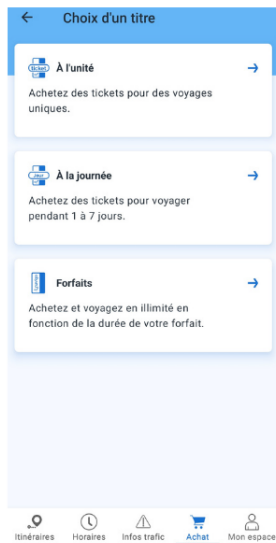 Choix d'un titre
À l'unité
Achetez des tickets pour des voyages
uniques.
À la journée
Achetez des tickets pour voyager
pendant 1 à 7 jours.
Forfaits
Achetez et voyagez en illimité en
fonction de la durée de votre forfait.
Itinéraires Horaires Infos trafic Achat Mon espace